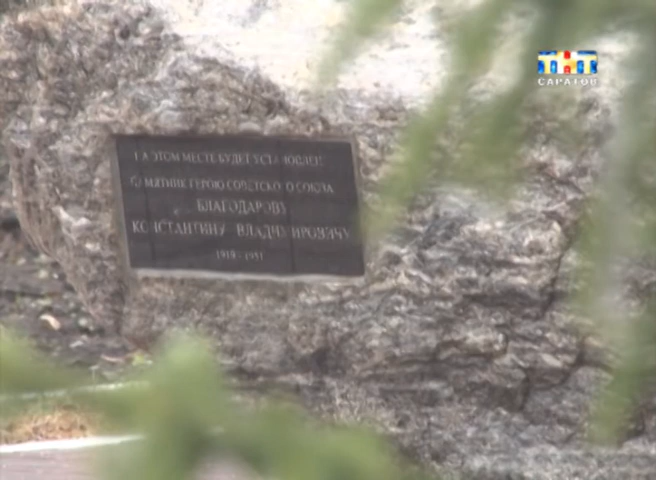 НА ЭТОМ МЕСТЕ БУДЕТ УСТАНОВЛЕН
ПАМЯТНИК ГЕРОЮ СОВЕТСКОГО СОЮЗА
БЛАГОДАРОВУ
КОНСТАНТИНУ ВЛАДИМИРОВИЧУ
1919 - 1951
ТНТ
САРАТОВ